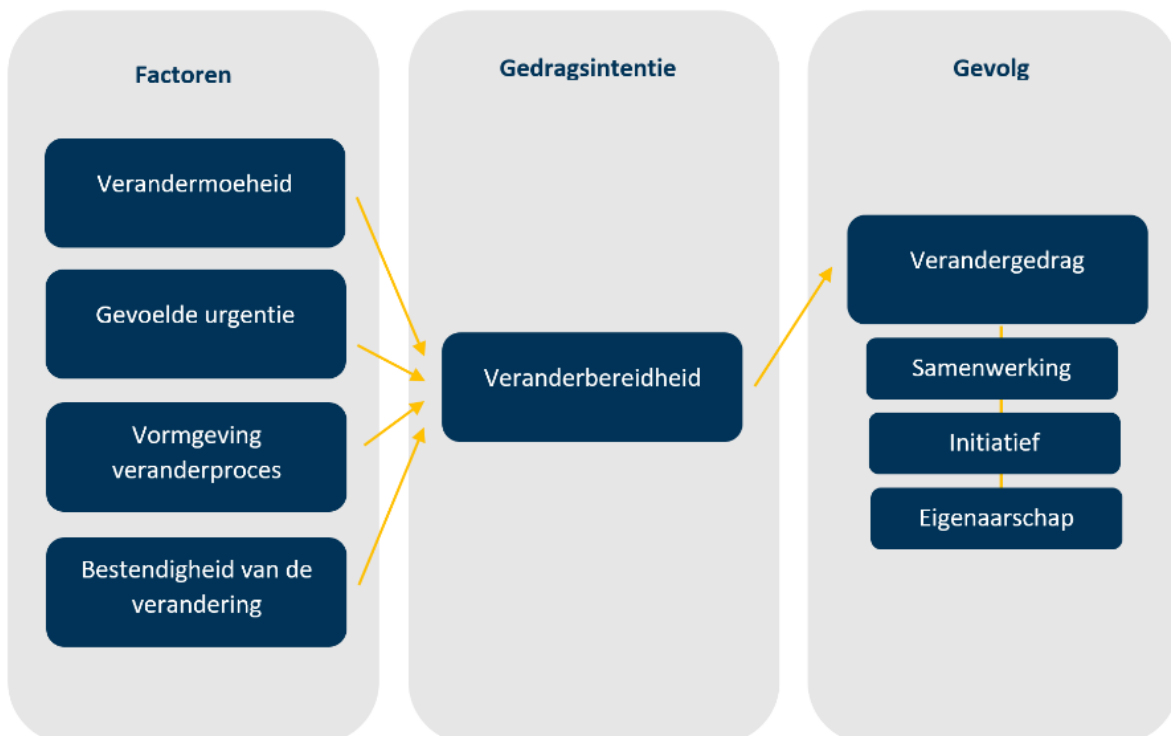 Factoren
Verandermoeheid
Gevoelde urgentie
Vormgeving
veranderproces
Bestendigheid van de
verandering
Gedragsintentie
Veranderbereidheid
Gevolg
Verandergedrag
Samenwerking
Initiatief
Eigenaarschap